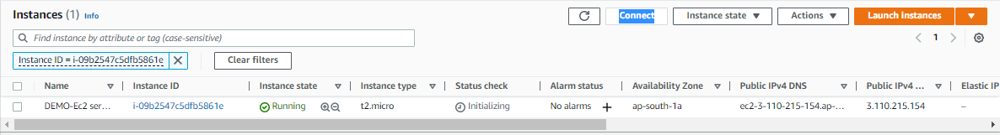 Instances (1) Info
Connect
Instance state
Actions
Launch instances
Find instance by attribute or tag (case-sensitive)
1
Instance ID = i-09b2547c5dfb5861e
Clear filters
Name Instance ID Instance state Instance type Status check Alarm status Availability Zone Public IPv4 DNS Public IPv4 ... Elastic IP
DEMO-Ec2 ser... i-09b2547c5dfb5861e Running t2.micro Initializing No alarms + ap-south-1a ec2-3-110-215-154.ap-... 3.110.215.154 –